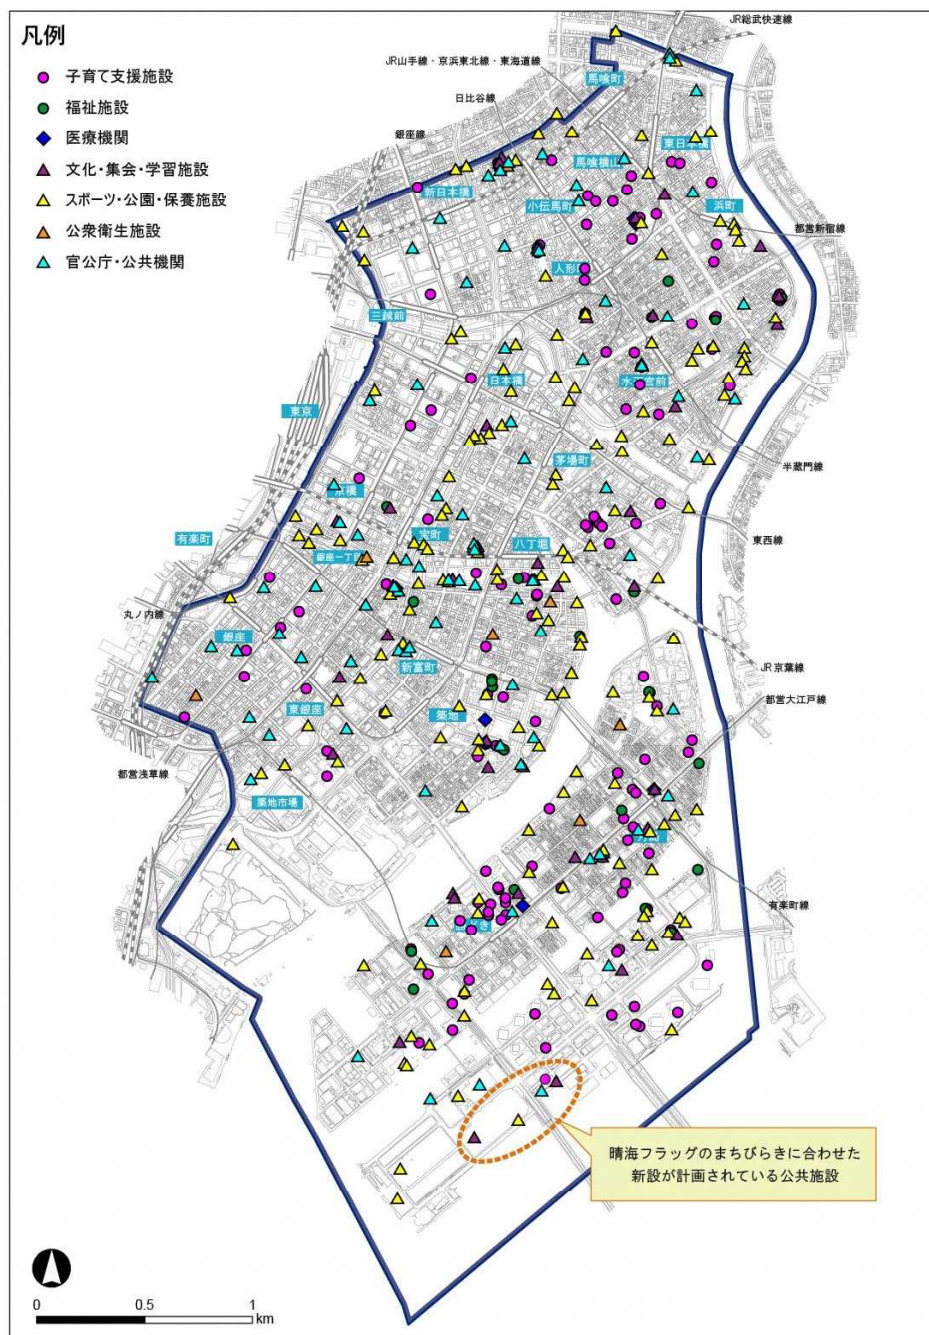 凡例
子育て支援施設
福祉施設
医療機関
文化・集会・学習施設
スポーツ・公園・保養施設
公衆衛生施設
官公庁・公共機関
JR総武快速線
JR山手線・京浜東北線・東海道線
日比谷線
銀座線
馬喰町
東日本橋
馬喰横山
新日本橋
小伝馬町
浜町
都営新宿線
人形
三越前
日本橋
水 宮前
東京
茅場町
半蔵門線
京橋
有楽町
宝町
八丁堀
東西線
銀座一丁目
丸ノ内線
銀座
新富町
JR京葉線
都営大江戸線
東銀座
築地
都営浅草線
築地市場
有楽町線
晴海フラッグのまちびらきに合わせた
新設が計画されている公共施設
0 0.5 1
km